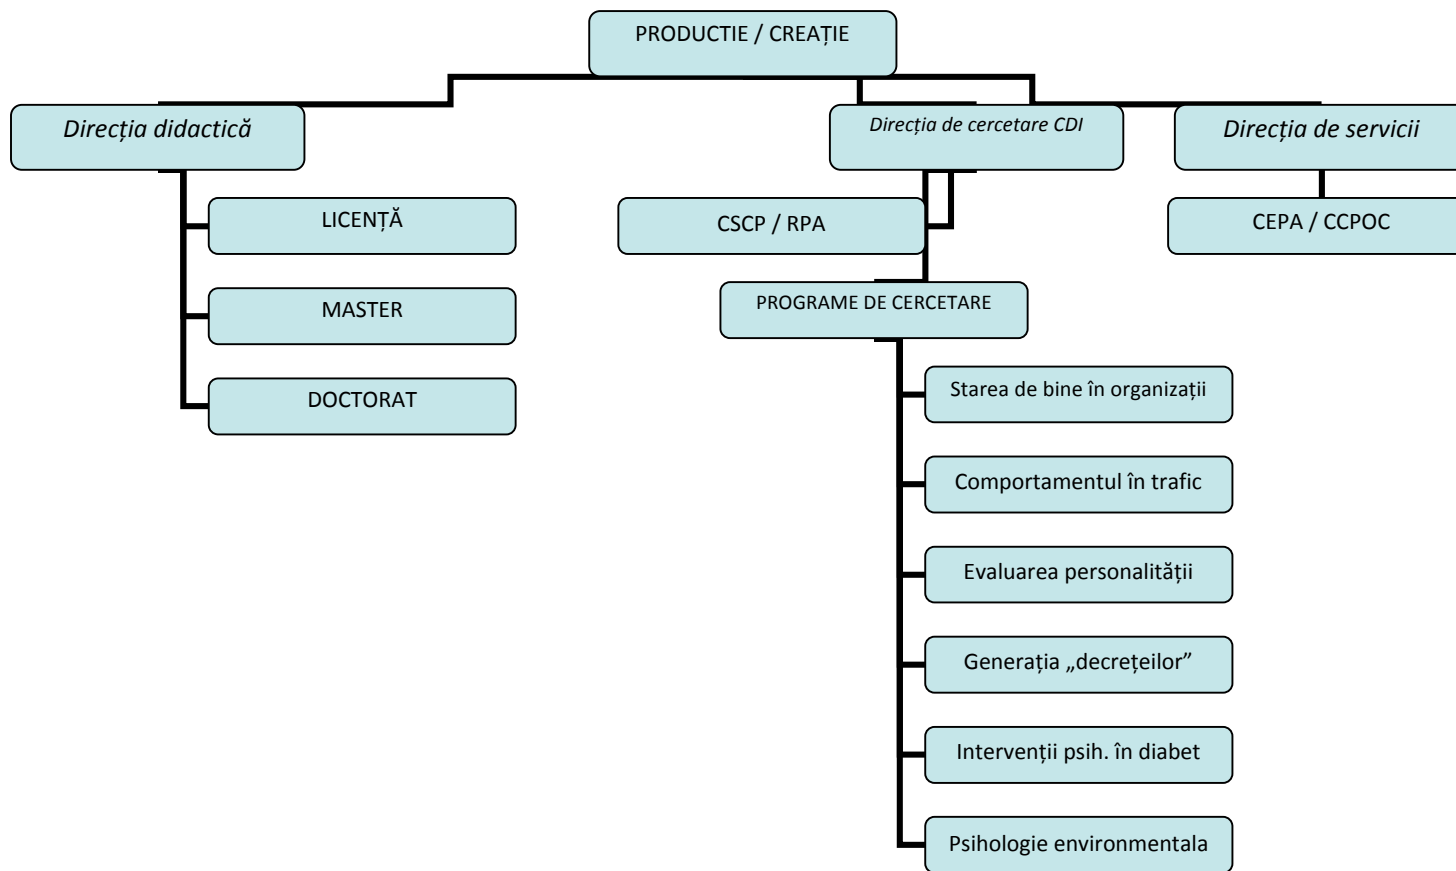 PRODUCTIE / CREAȚIE
Direcția didactică
Direcția de cercetare CDI
Direcția de servicii
LICENȚĂ
CSCP / RPA
CEPA / CCPOC
MASTER
PROGRAME DE CERCETARE
DOCTORAT
Starea de bine în organizații
Comportamentul în trafic
Evaluarea personalității
Generația „decrețeilor”
Intervenții psih. în diabet
Psihologie environmentala